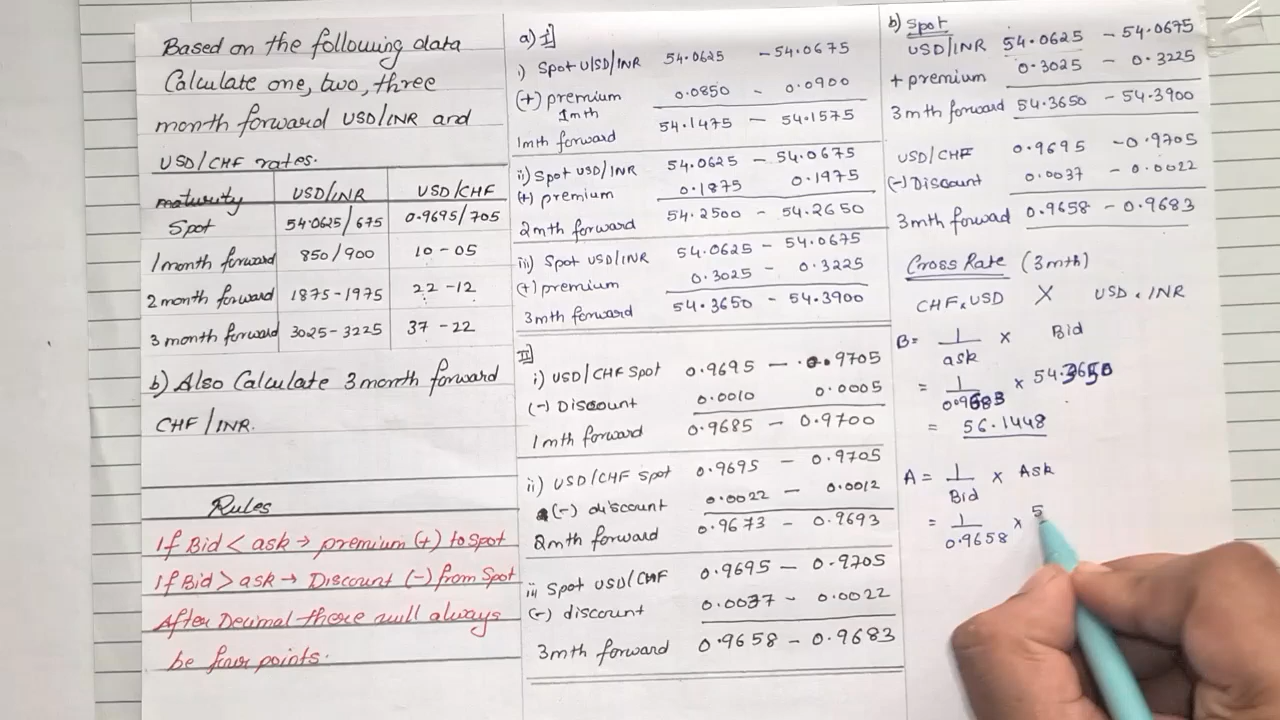 Based on the following data
Calculate one, two, three
month forward USD/INR and
USD/CHF rates.
maturity USD/INR USD/CHF
Spot 54.0625/675 0.9695/705
1 month forward 850/900 10-05
2 month forward 1875-1975 22-12
3 month forward 3025-3225 37-22
b) Also Calculate 3 month forward
CHF/INR.
Rules
If Bid < ask → premium (+) to Spot
If Bid > ask → Discount (-) from Spot
After Decimal there will always
be four points.
a) I]
i) Spot USD/INR 54.0625 - 54.0675
(+) premium 0.0850 - 0.0900
1mth
1mth forward 54.1475 - 54.1575
ii) Spot USD/INR 54.0625 - 54.0675
(+) premium 0.1875 0.1975
2mth forward 54.2500 - 54.2650
iii) Spot USD/INR 54.0625 - 54.0675
(+) premium 0.3025 - 0.3225
3mth forward 54.3650 - 54.3900
II]
i) USD/CHF Spot 0.9695 - 0.9705
(-) Discount 0.0010 0.0005
1mth forward 0.9685 - 0.9700
ii) USD/CHF Spot 0.9695 - 0.9705
(-) discount 0.0022 - 0.0012
2mth forward 0.9673 - 0.9693
iii Spot USD/CHF 0.9695 - 0.9705
(-) discount 0.0037 - 0.0022
3mth forward 0.9658 - 0.9683
b) Spot
USD/INR 54.0625 - 54.0675
+ premium 0.3025 - 0.3225
3mth forward 54.3650 - 54.3900
USD/CHF 0.9695 - 0.9705
(-) Discount 0.0037 - 0.0022
3mth forwad 0.9658 - 0.9683
Cross Rate (3mth)
CHF. USD X USD. INR
B = 1/ask × Bid
= 1/0.9683 × 54.3650
= 56.1448
A = 1/Bid × Ask
= 1/0.9658 × 5